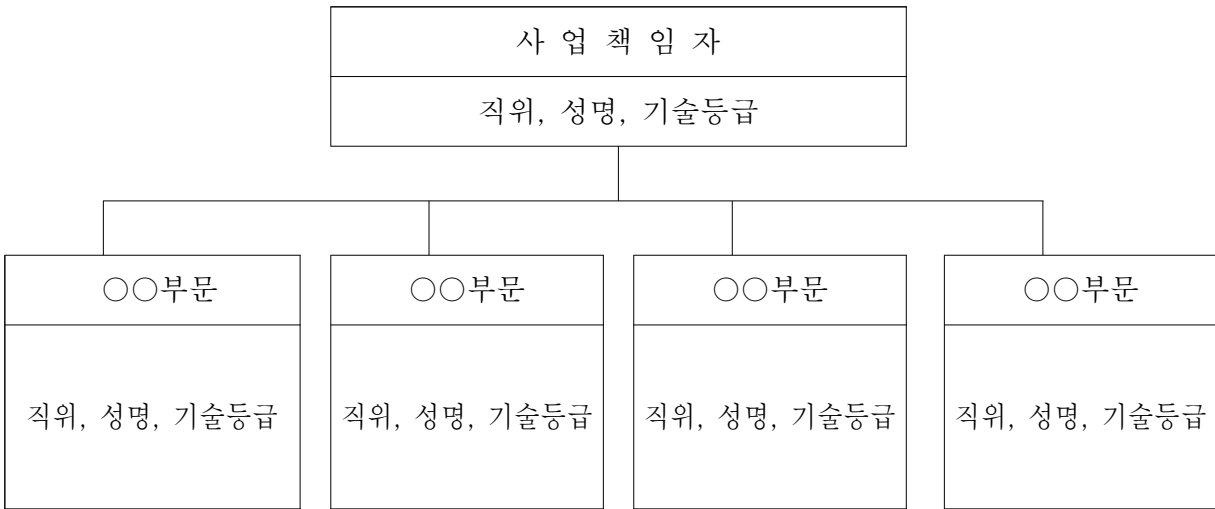 사 업 책 임 자
직위, 성명, 기술등급
○○부문
○○부문
○○부문
○○부문
직위, 성명, 기술등급
직위, 성명, 기술등급
직위, 성명, 기술등급
직위, 성명, 기술등급